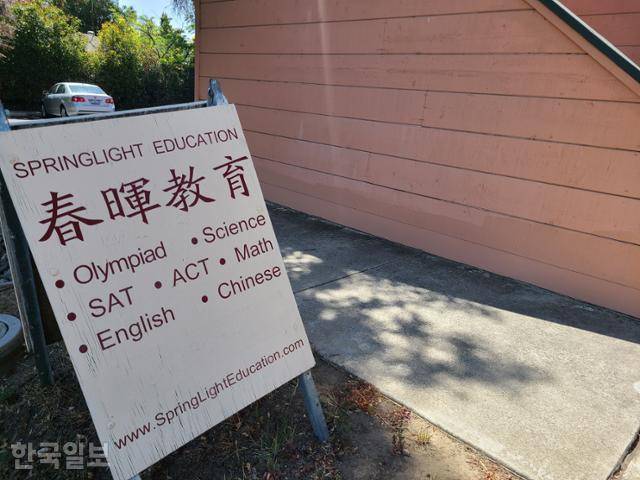 SPRINGLIGHT EDUCATION
春暉教育
• Olympiad • Science
• SAT • ACT • Math
• English • Chinese
www.SpringLightEducation.com
한국일보